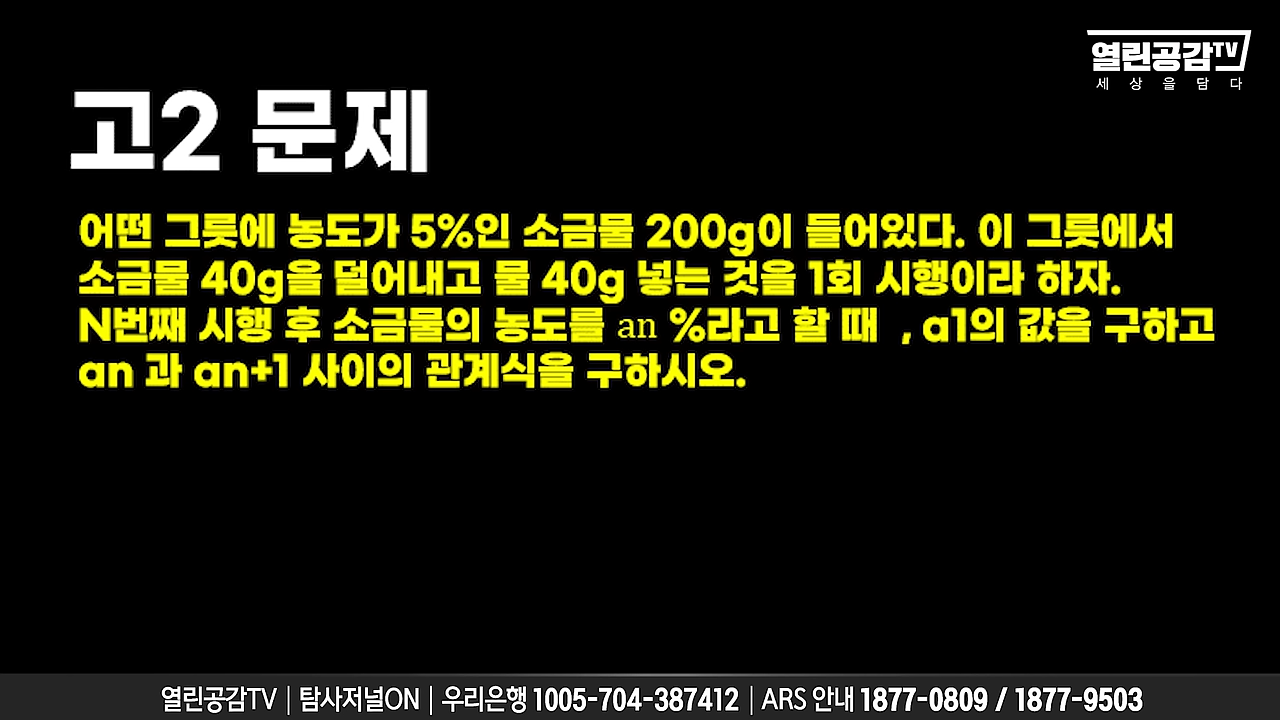 열린공감TV
세상을담다
고2 문제
어떤 그릇에 농도가 5%인 소금물 200g이 들어있다. 이 그릇에서
소금물 40g을 덜어내고 물 40g 넣는 것을 1회 시행이라 하자.
N번째 시행 후 소금물의 농도를 an %라고 할 때 , a1의 값을 구하고
an 과 an+1 사이의 관계식을 구하시오.
열린공감TV | 탐사저널ON | 우리은행 1005-704-387412 | ARS 안내 1877-0809 / 1877-9503